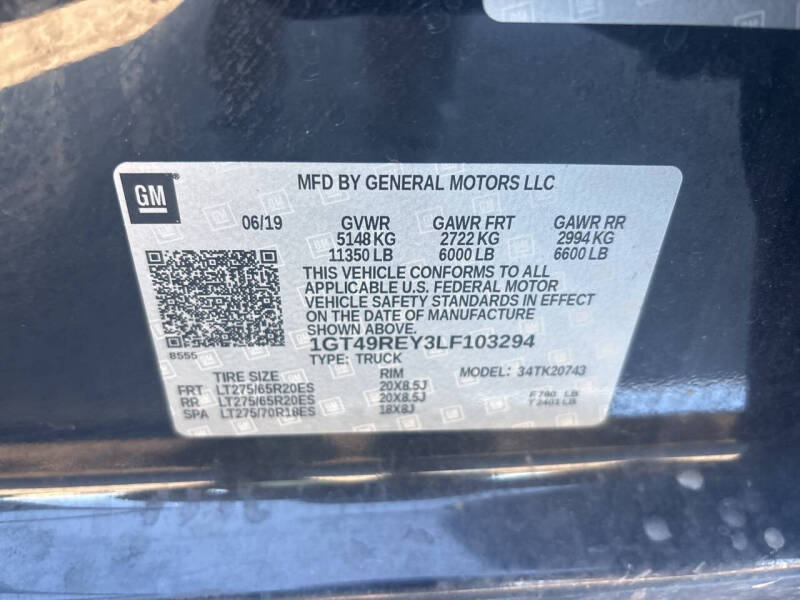 GM
MFD BY GENERAL MOTORS LLC
06/19 GVWR GAWR FRT GAWR RR
5148 KG 2722 KG 2994 KG
11350 LB 6000 LB 6600 LB
THIS VEHICLE CONFORMS TO ALL
APPLICABLE U.S. FEDERAL MOTOR
VEHICLE SAFETY STANDARDS IN EFFECT
ON THE DATE OF MANUFACTURE
SHOWN ABOVE.
8555
1GT49REY3LF103294
TYPE: TRUCK MODEL: 34TK20743
TIRE SIZE RIM
FRT LT275/65R20ES 20X8.5J
RR LT275/65R20ES 20X8.5J
SPA LT275/70R18ES 18X8J
F780 LB
T2401LB